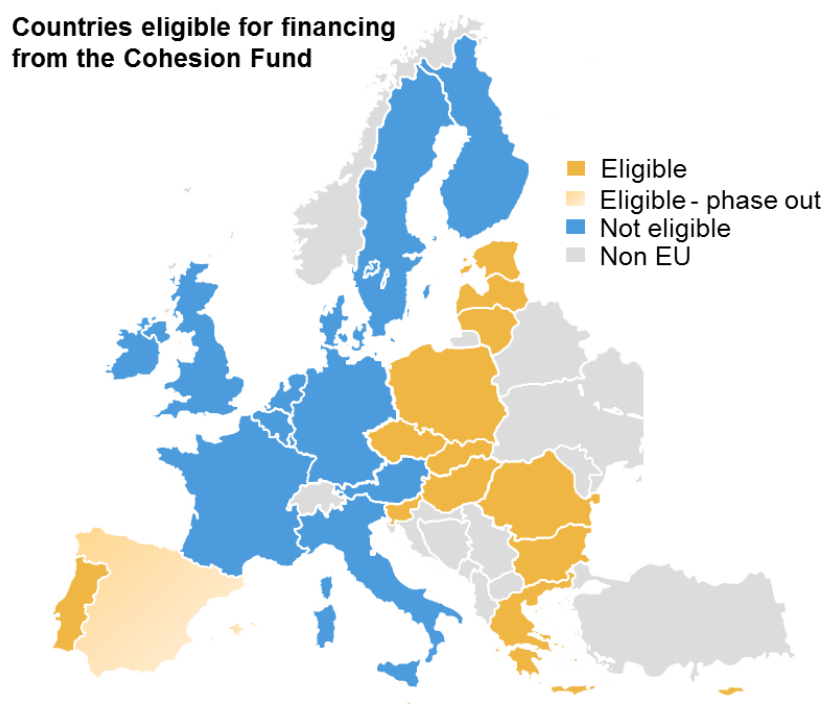 Countries eligible for financing
from the Cohesion Fund
Eligible
Eligible - phase out
Not eligible
Non EU